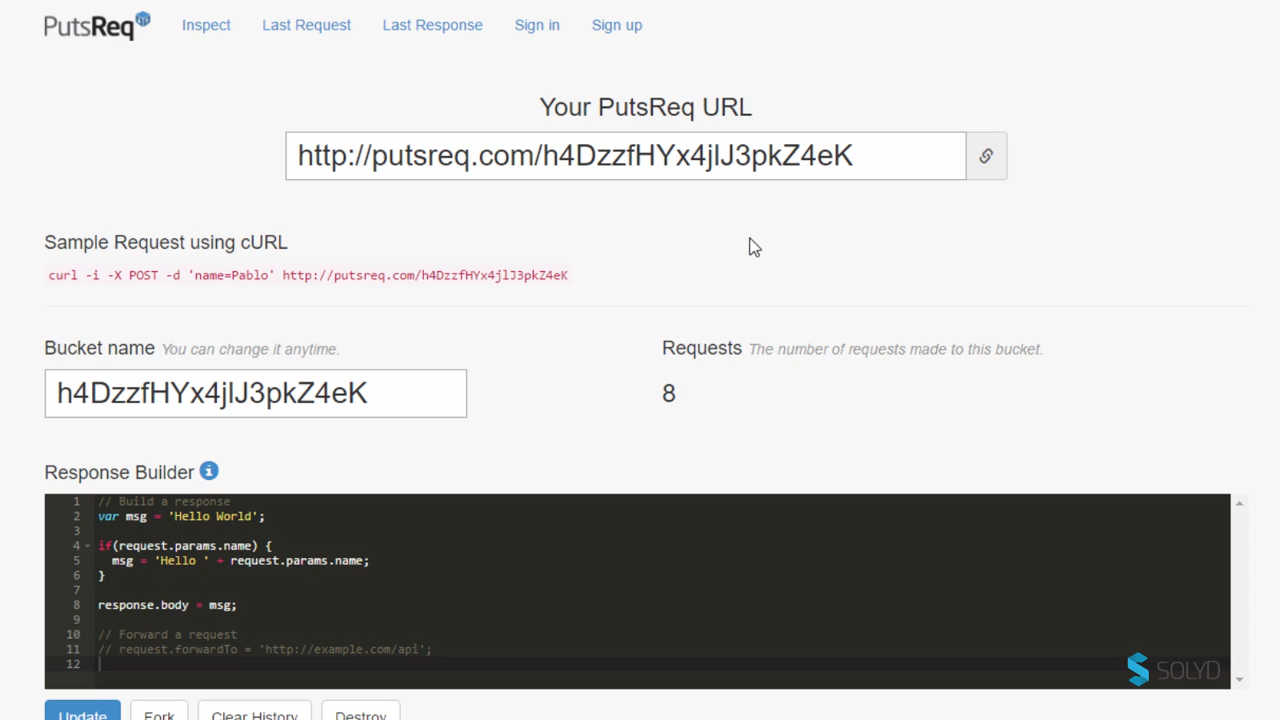 PutsReq Inspect Last Request Last Response Sign in Sign up
Your PutsReq URL
http://putsreq.com/h4DzzfHYx4jlJ3pkZ4eK
Sample Request using cURL
curl -i -X POST -d 'name=Pablo' http://putsreq.com/h4DzzfHYx4jlJ3pkZ4eK
Bucket name You can change it anytime.
h4DzzfHYx4jlJ3pkZ4eK
Requests The number of requests made to this bucket.
8
Response Builder
1 // Build a response
2 var msg = 'Hello World';
3
4 if(request.params.name) {
5 msg = 'Hello ' + request.params.name;
6 }
7
8 response.body = msg;
9
10 // Forward a request
11 // request.forwardTo = 'http://example.com/api';
12
SOLYD
Update Fork Clear History Destroy